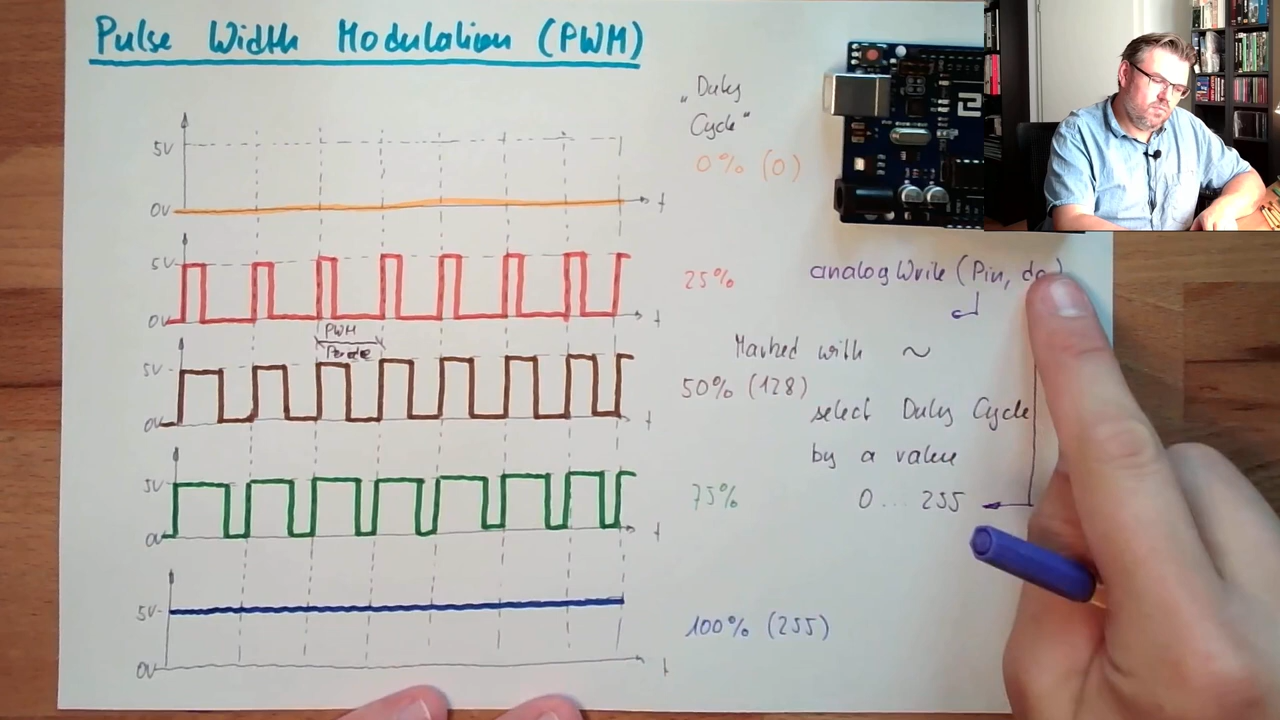 Pulse Width Modulation (PWM)
„Duty
Cycle"
0% (0)
5V
0V
t
5V
0V
t
25%
analogWrite (Pin, dc)
PWM
Periode
Marked with ~
5V
0V
t
50% (128)
select Duty Cycle
by a value
0 ... 255
5V
0V
t
75%
5V
0V
t
100% (255)